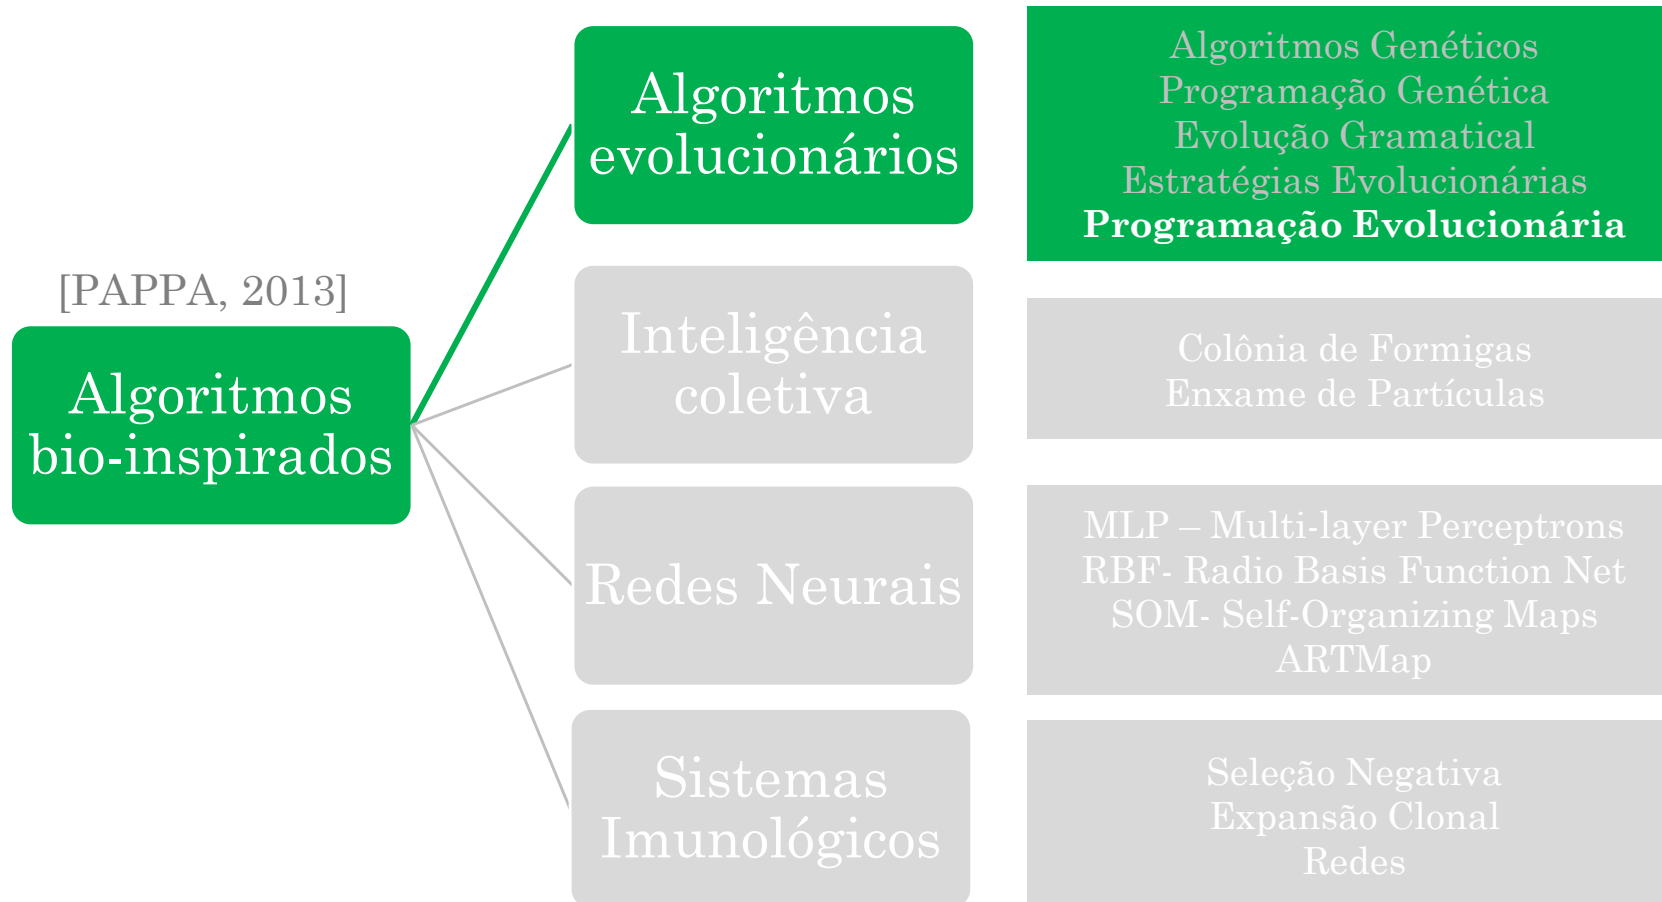 [PAPPA, 2013]
Algoritmos
bio-inspirados
Algoritmos
evolucionários
Algoritmos Genéticos
Programação Genética
Evolução Gramatical
Estratégias Evolucionárias
Programação Evolucionária
Inteligência
coletiva
Colônia de Formigas
Enxame de Partículas
Redes Neurais
MLP – Multi-layer Perceptrons
RBF- Radio Basis Function Net
SOM- Self-Organizing Maps
ARTMap
Sistemas
Imunológicos
Seleção Negativa
Expansão Clonal
Redes